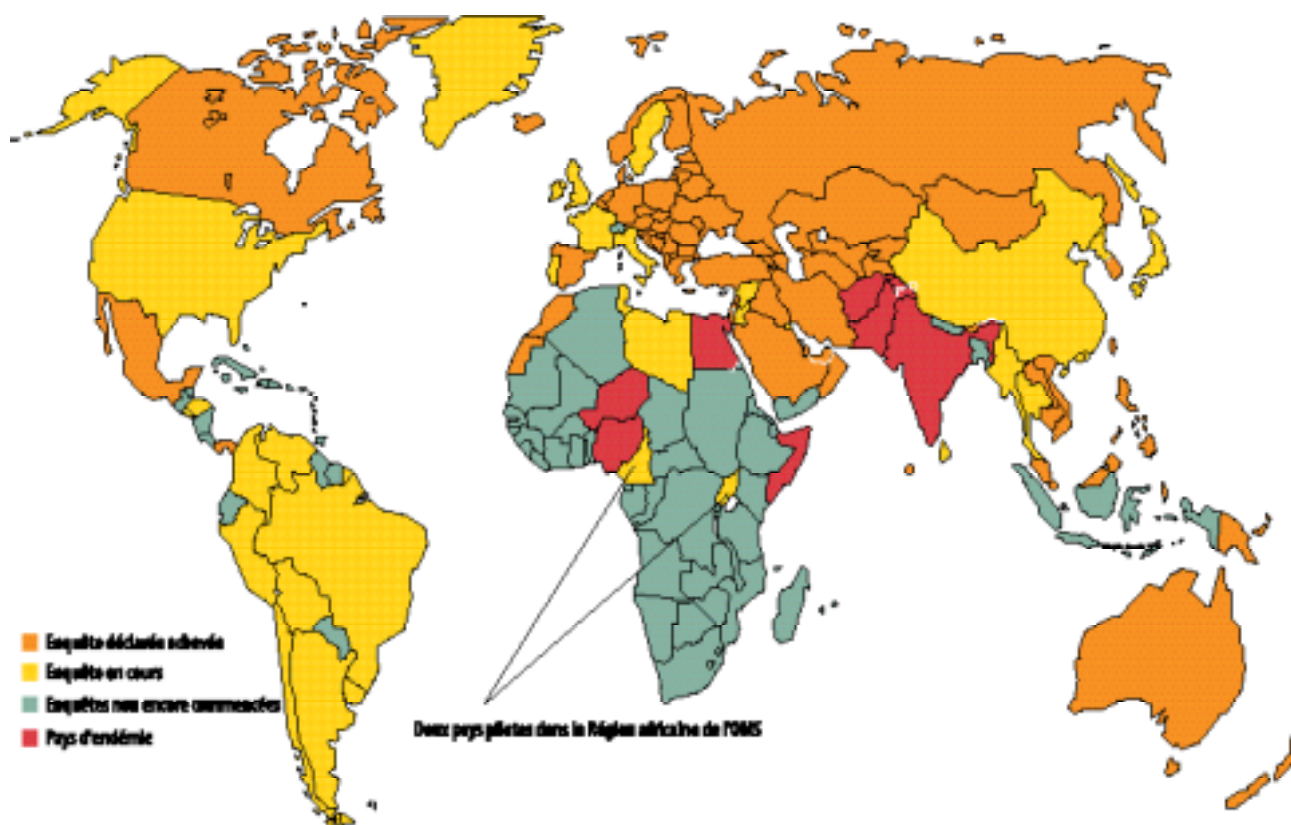 Enquête déclarée achevée
Enquête en cours
Enquêtes non encore commencées
Pays d'endémie
Deux pays pilotes dans la Région africaine de l'OMS